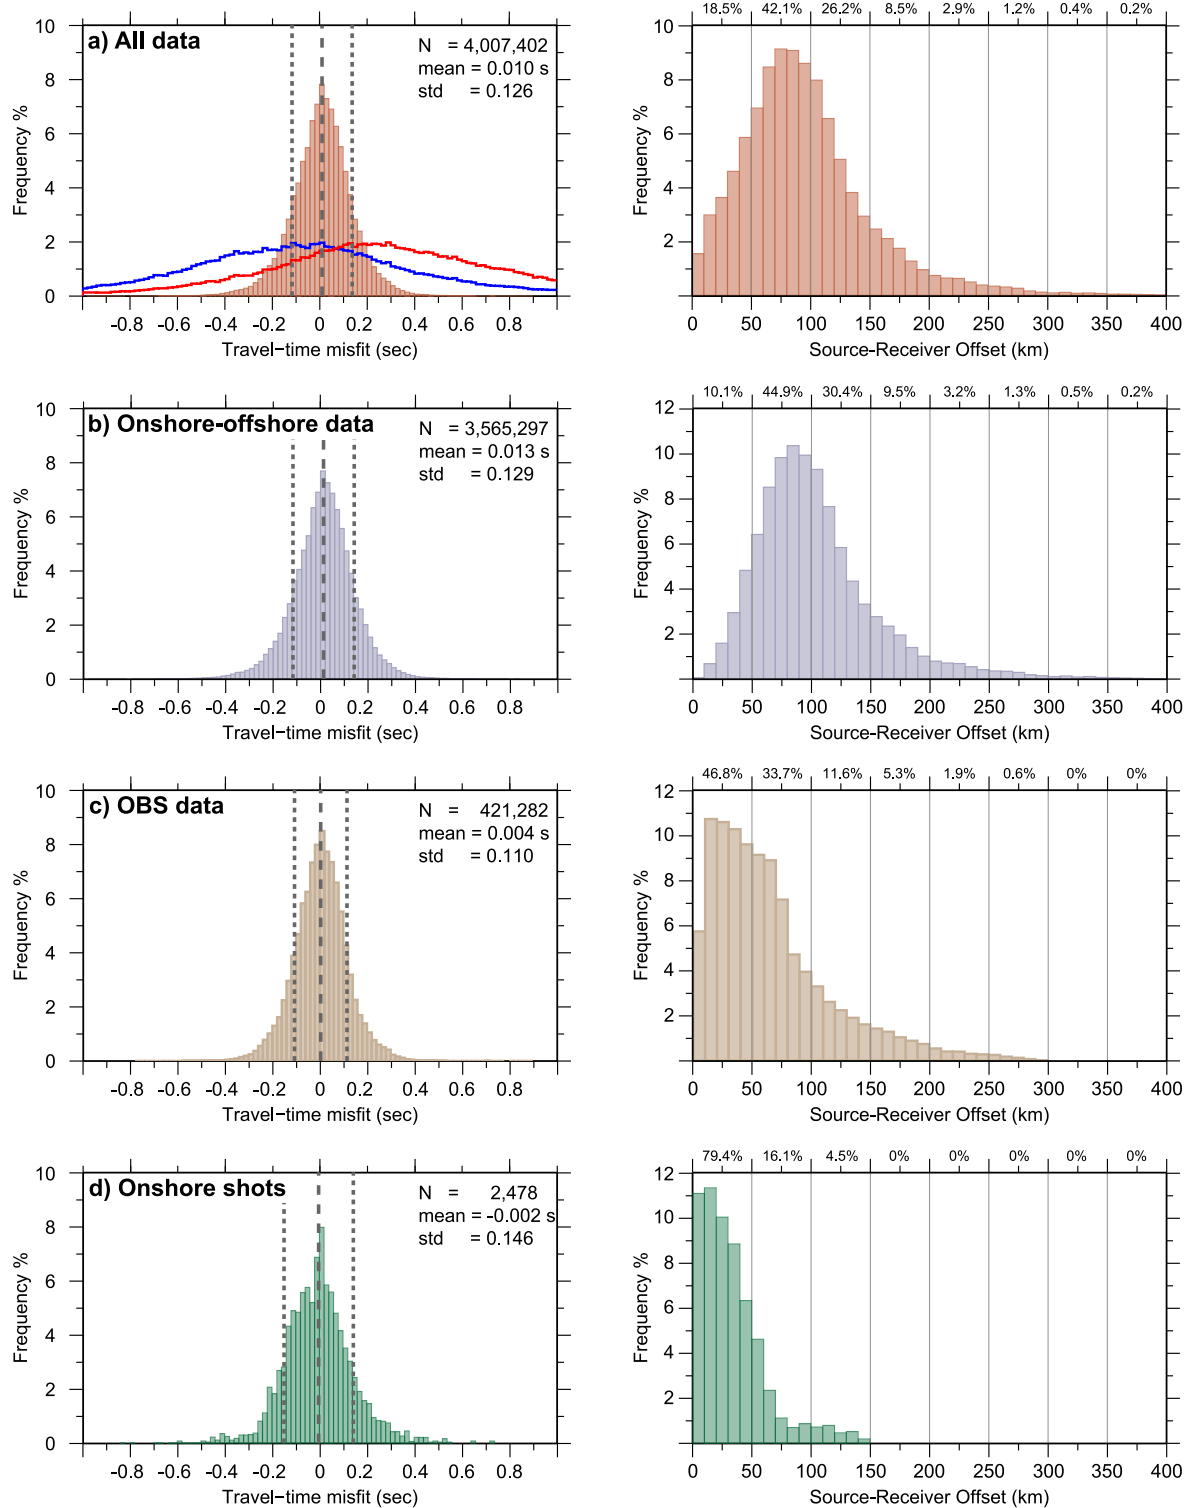 a) All data
N = 4,007,402
mean = 0.010 s
std = 0.126
Frequency %
10
8
6
4
2
0
-0.8 -0.6 -0.4 -0.2 0 0.2 0.4 0.6 0.8
Travel-time misfit (sec)
18.5% 42.1% 26.2% 8.5% 2.9% 1.2% 0.4% 0.2%
Frequency %
10
8
6
4
2
0
0 50 100 150 200 250 300 350 400
Source-Receiver Offset (km)
b) Onshore-offshore data
N = 3,565,297
mean = 0.013 s
std = 0.129
Frequency %
10
8
6
4
2
0
-0.8 -0.6 -0.4 -0.2 0 0.2 0.4 0.6 0.8
Travel-time misfit (sec)
10.1% 44.9% 30.4% 9.5% 3.2% 1.3% 0.5% 0.2%
Frequency %
12
10
8
6
4
2
0 50 100 150 200 250 300 350 400
Source-Receiver Offset (km)
c) OBS data
N = 421,282
mean = 0.004 s
std = 0.110
Frequency %
10
8
6
4
2
0
-0.8 -0.6 -0.4 -0.2 0 0.2 0.4 0.6 0.8
Travel-time misfit (sec)
46.8% 33.7% 11.6% 5.3% 1.9% 0.6% 0% 0%
Frequency %
12
10
8
6
4
2
0 50 100 150 200 250 300 350 400
Source-Receiver Offset (km)
d) Onshore shots
N = 2,478
mean = -0.002 s
std = 0.146
Frequency %
10
8
6
4
2
0
-0.8 -0.6 -0.4 -0.2 0 0.2 0.4 0.6 0.8
Travel-time misfit (sec)
79.4% 16.1% 4.5% 0% 0% 0% 0% 0%
Frequency %
12
10
8
6
4
2
0 50 100 150 200 250 300 350 400
Source-Receiver Offset (km)